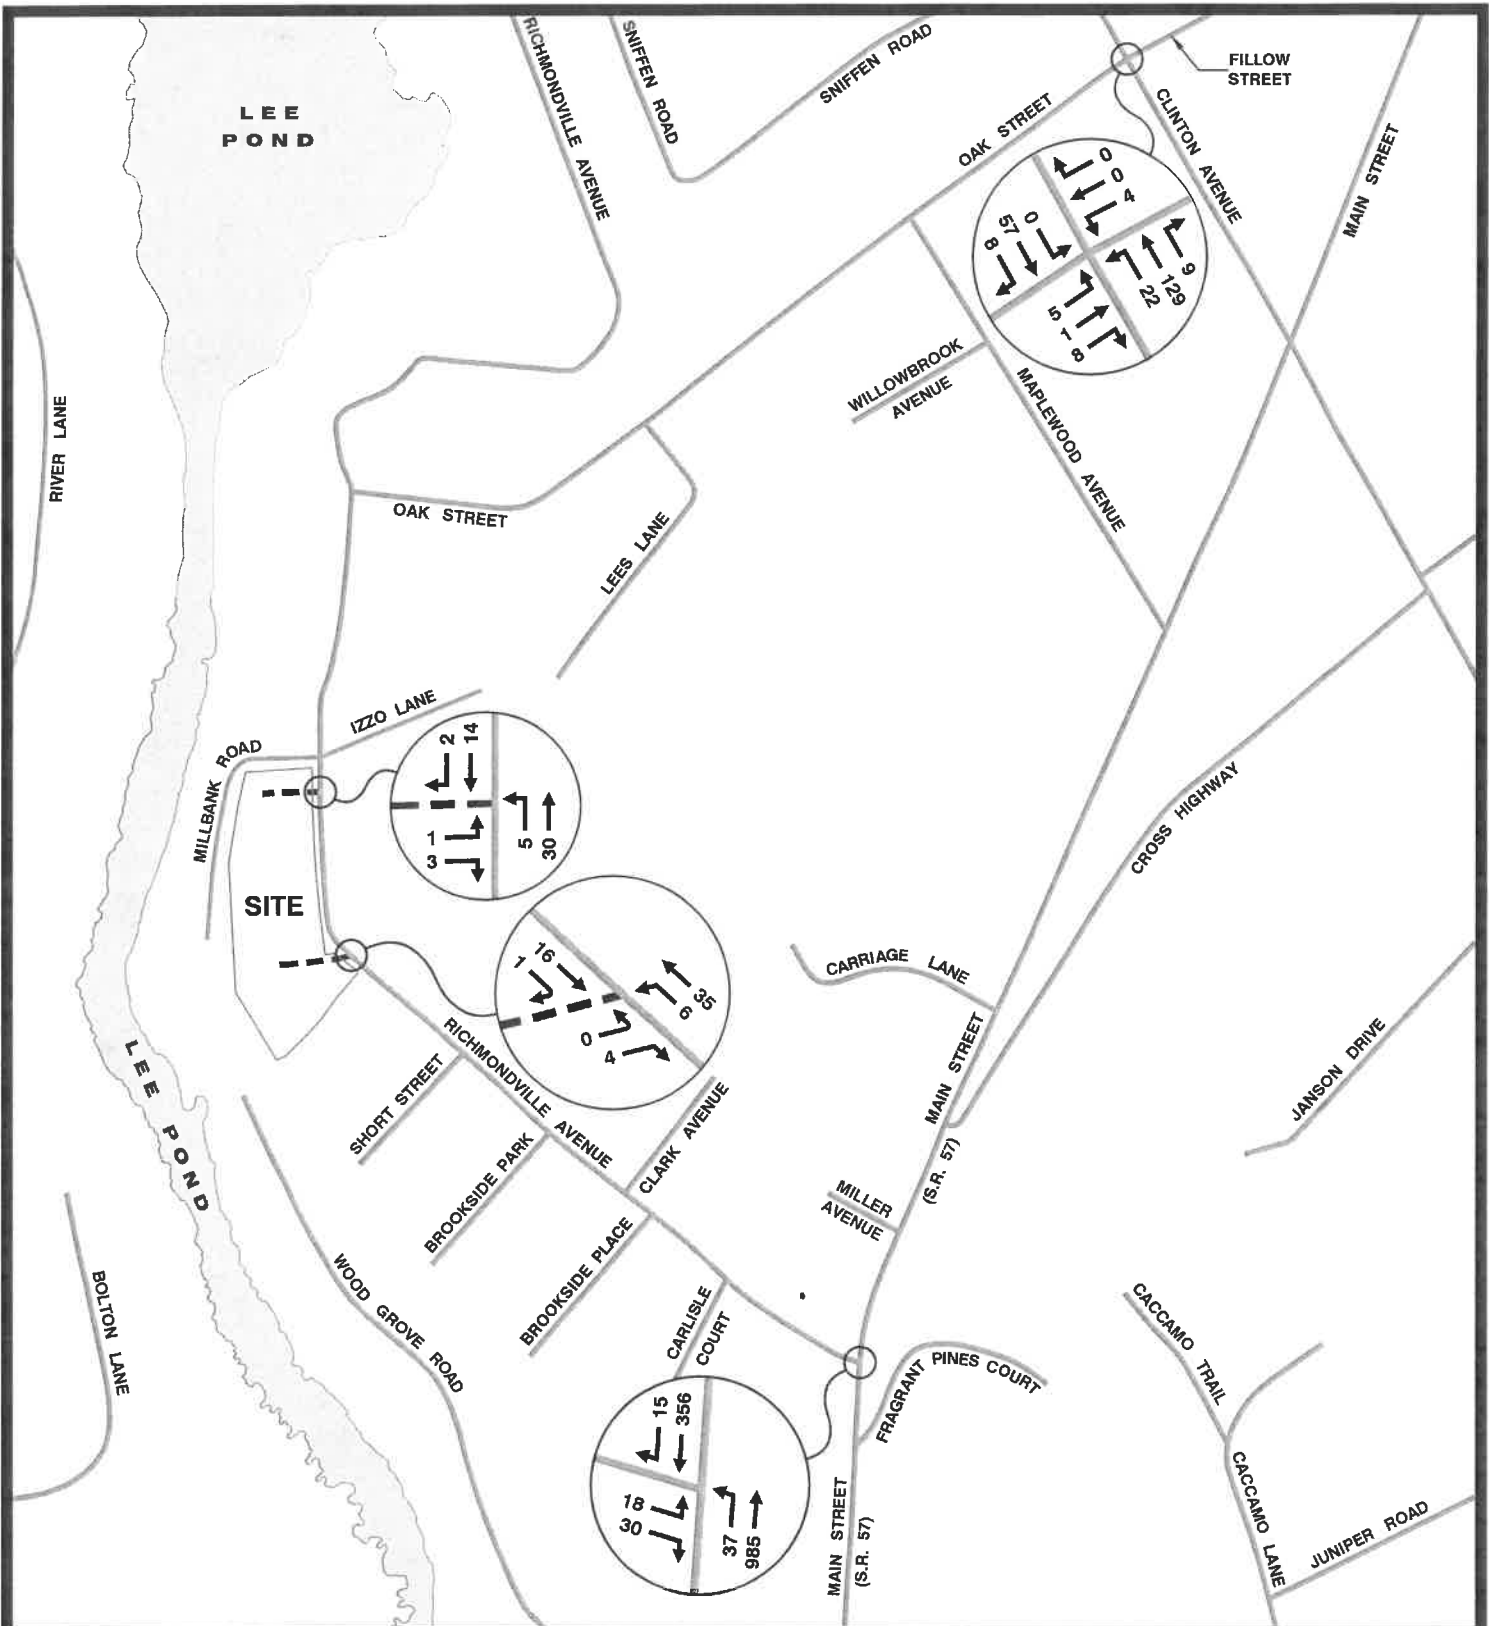 LEE
POND
RICHMONDVILLE AVENUE
SNIFFEN ROAD
SNIFFEN ROAD
FILLOW
STREET
OAK STREET
CLINTON AVENUE
MAIN STREET
0
0
4
0
57
8
9
129
22
5
1
8
RIVER LANE
WILLOWBROOK
AVENUE
MAPLEWOOD AVENUE
OAK STREET
LEES LANE
IZZO LANE
MILLBANK ROAD
2
14
1
3
5
30
CROSS HIGHWAY
SITE
16
1
35
6
0
4
CARRIAGE LANE
MAIN STREET
(S.R. 57)
JANSON DRIVE
LEE POND
RICHMONDVILLE AVENUE
SHORT STREET
BROOKSIDE PARK
CLARK AVENUE
BROOKSIDE PLACE
MILLER
AVENUE
BOLTON LANE
WOOD GROVE ROAD
CARLISLE
COURT
FRAGRANT PINES COURT
CACCAMO TRAIL
15
356
18
30
37
985
MAIN STREET
(S.R. 57)
CACCAMO LANE
JUNIPER ROAD